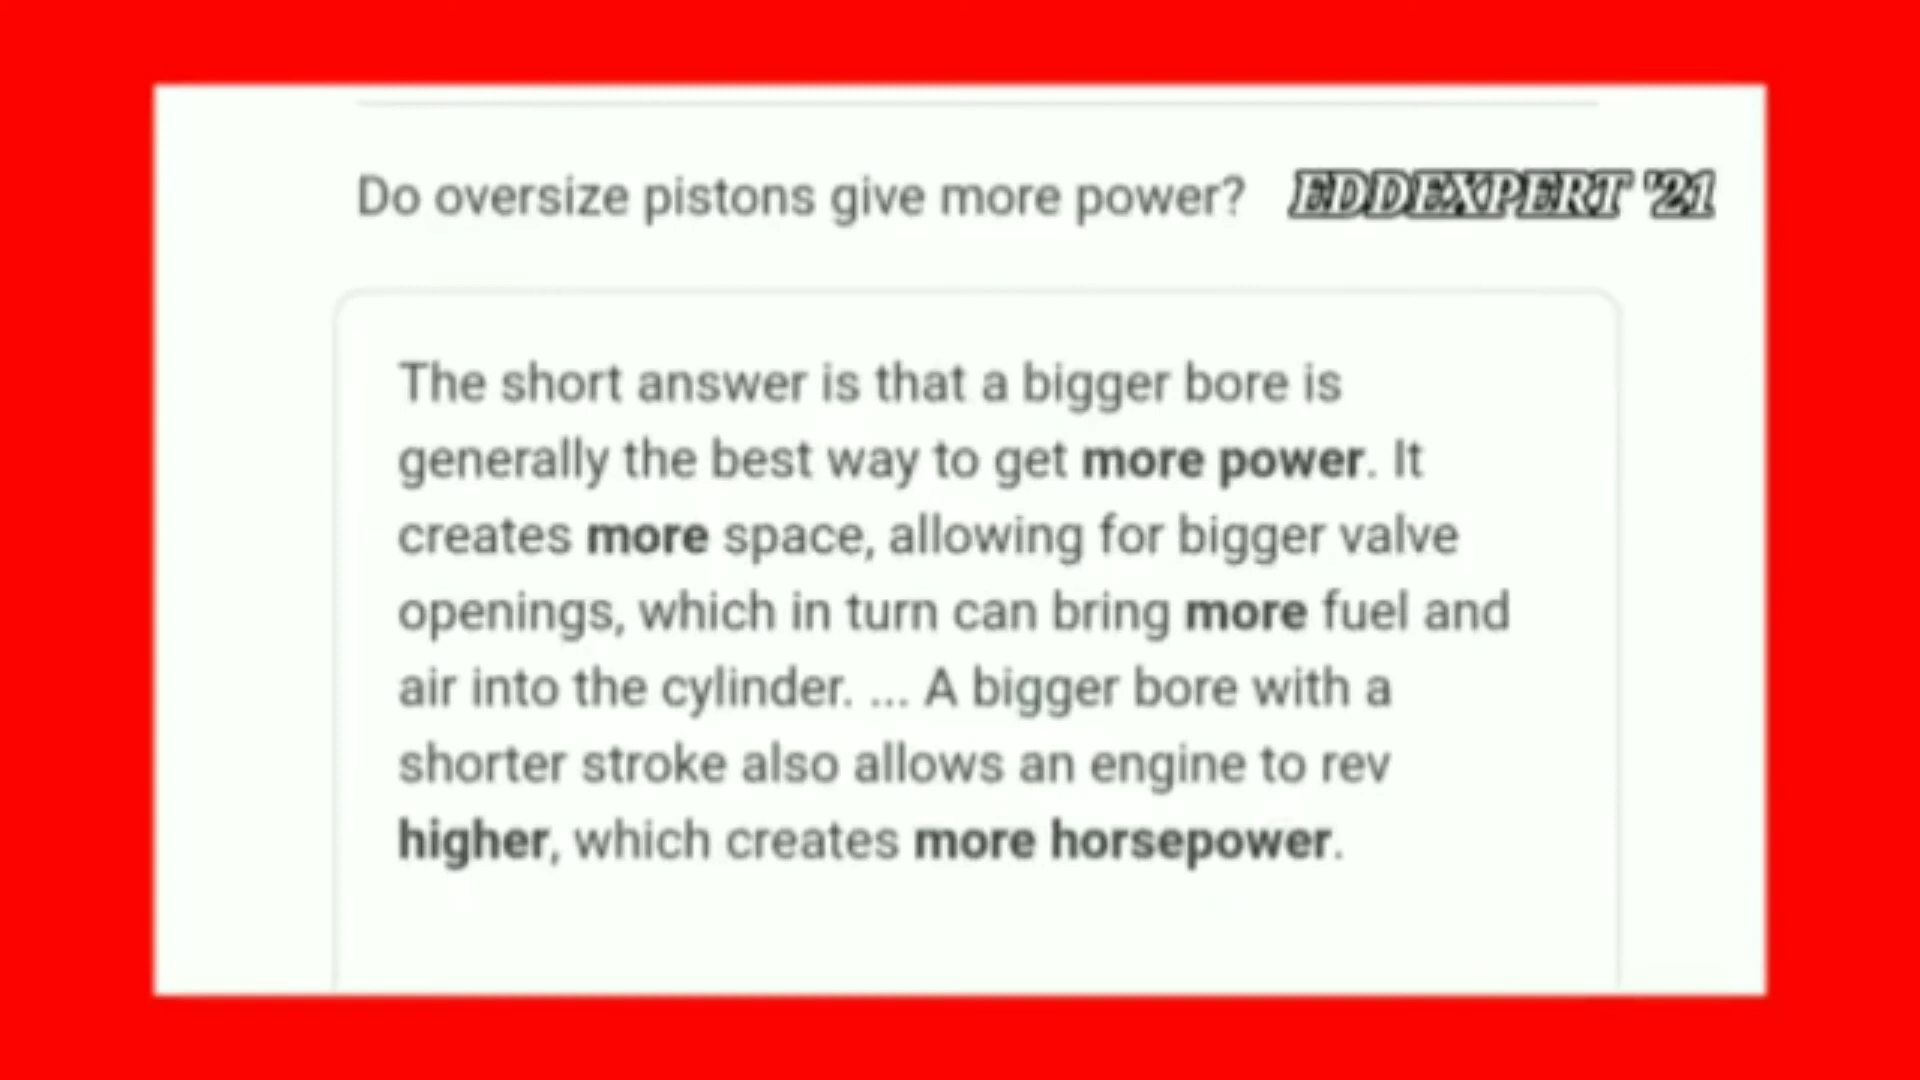 Do oversize pistons give more power?
EDDEXPERT '21
The short answer is that a bigger bore is
generally the best way to get more power. It
creates more space, allowing for bigger valve
openings, which in turn can bring more fuel and
air into the cylinder. ... A bigger bore with a
shorter stroke also allows an engine to rev
higher, which creates more horsepower.